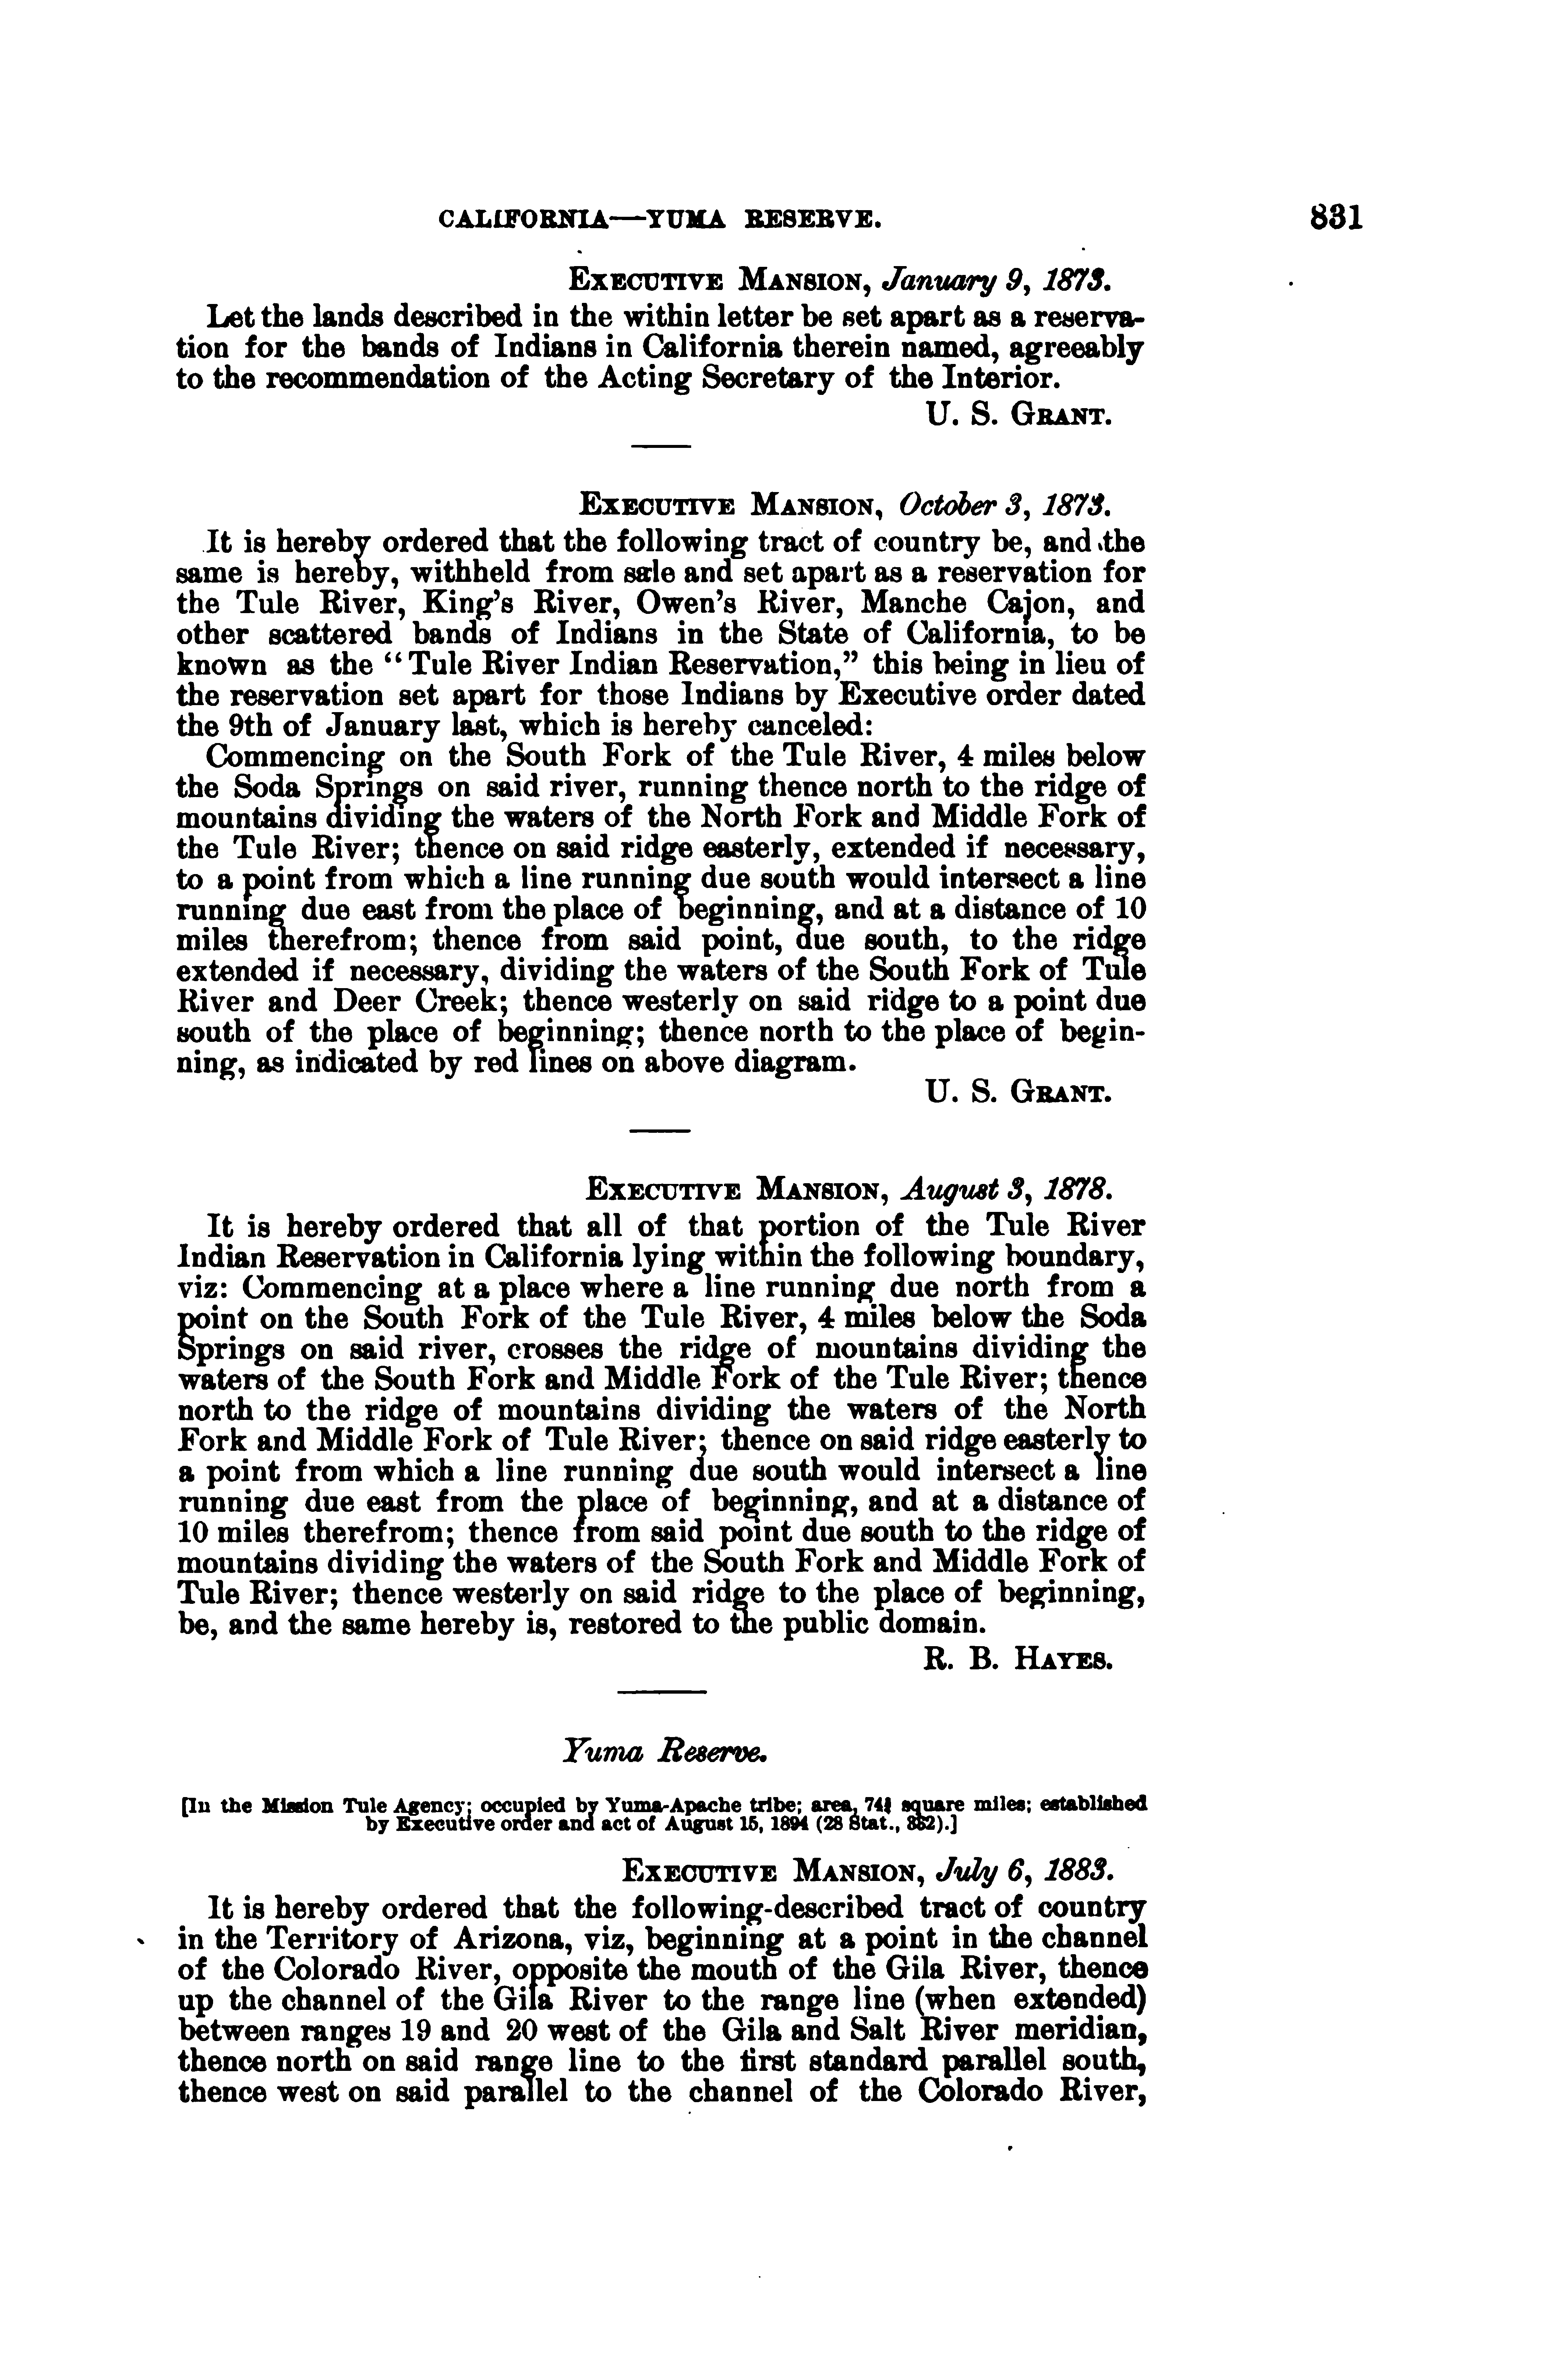 CALIFORNIA—YUMA RESERVE. 831
EXECUTIVE MANSION, January 9, 1873.
Let the lands described in the within letter be set apart as a reserva-
tion for the bands of Indians in California therein named, agreeably
to the recommendation of the Acting Secretary of the Interior.
U. S. GRANT.
EXECUTIVE MANSION, October 3, 1873.
It is hereby ordered that the following tract of country be, and the
same is hereby, withheld from sale and set apart as a reservation for
the Tule River, King's River, Owen's River, Manche Cajon, and
other scattered bands of Indians in the State of California, to be
known as the "Tule River Indian Reservation," this being in lieu of
the reservation set apart for those Indians by Executive order dated
the 9th of January last, which is hereby canceled:
Commencing on the South Fork of the Tule River, 4 miles below
the Soda Springs on said river, running thence north to the ridge of
mountains dividing the waters of the North Fork and Middle Fork of
the Tule River; thence on said ridge easterly, extended if necessary,
to a point from which a line running due south would intersect a line
running due east from the place of beginning, and at a distance of 10
miles therefrom; thence from said point, due south, to the ridge
extended if necessary, dividing the waters of the South Fork of Tule
River and Deer Creek; thence westerly on said ridge to a point due
south of the place of beginning; thence north to the place of begin-
ning, as indicated by red lines on above diagram.
U. S. GRANT.
EXECUTIVE MANSION, August 3, 1878.
It is hereby ordered that all of that portion of the Tule River
Indian Reservation in California lying within the following boundary,
viz: Commencing at a place where a line running due north from a
point on the South Fork of the Tule River, 4 miles below the Soda
Springs on said river, crosses the ridge of mountains dividing the
waters of the South Fork and Middle Fork of the Tule River; thence
north to the ridge of mountains dividing the waters of the North
Fork and Middle Fork of Tule River; thence on said ridge easterly to
a point from which a line running due south would intersect a line
running due east from the place of beginning, and at a distance of
10 miles therefrom; thence from said point due south to the ridge of
mountains dividing the waters of the South Fork and Middle Fork of
Tule River; thence westerly on said ridge to the place of beginning,
be, and the same hereby is, restored to the public domain.
R. B. HAYES.
Yuma Reserve.
[In the Mission Tule Agency; occupied by Yuma-Apache tribe; area, square miles; established
by Executive order and act of August 15, 1894 (28 Stat., 332).]
EXECUTIVE MANSION, July 6, 1883.
It is hereby ordered that the following-described tract of country
in the Territory of Arizona, viz, beginning at a point in the channel
of the Colorado River, opposite the mouth of the Gila River, thence
up the channel of the Gila River to the range line (when extended)
between ranges 19 and 20 west of the Gila and Salt River meridian,
thence north on said range line to the first standard parallel south,
thence west on said parallel to the channel of the Colorado River,